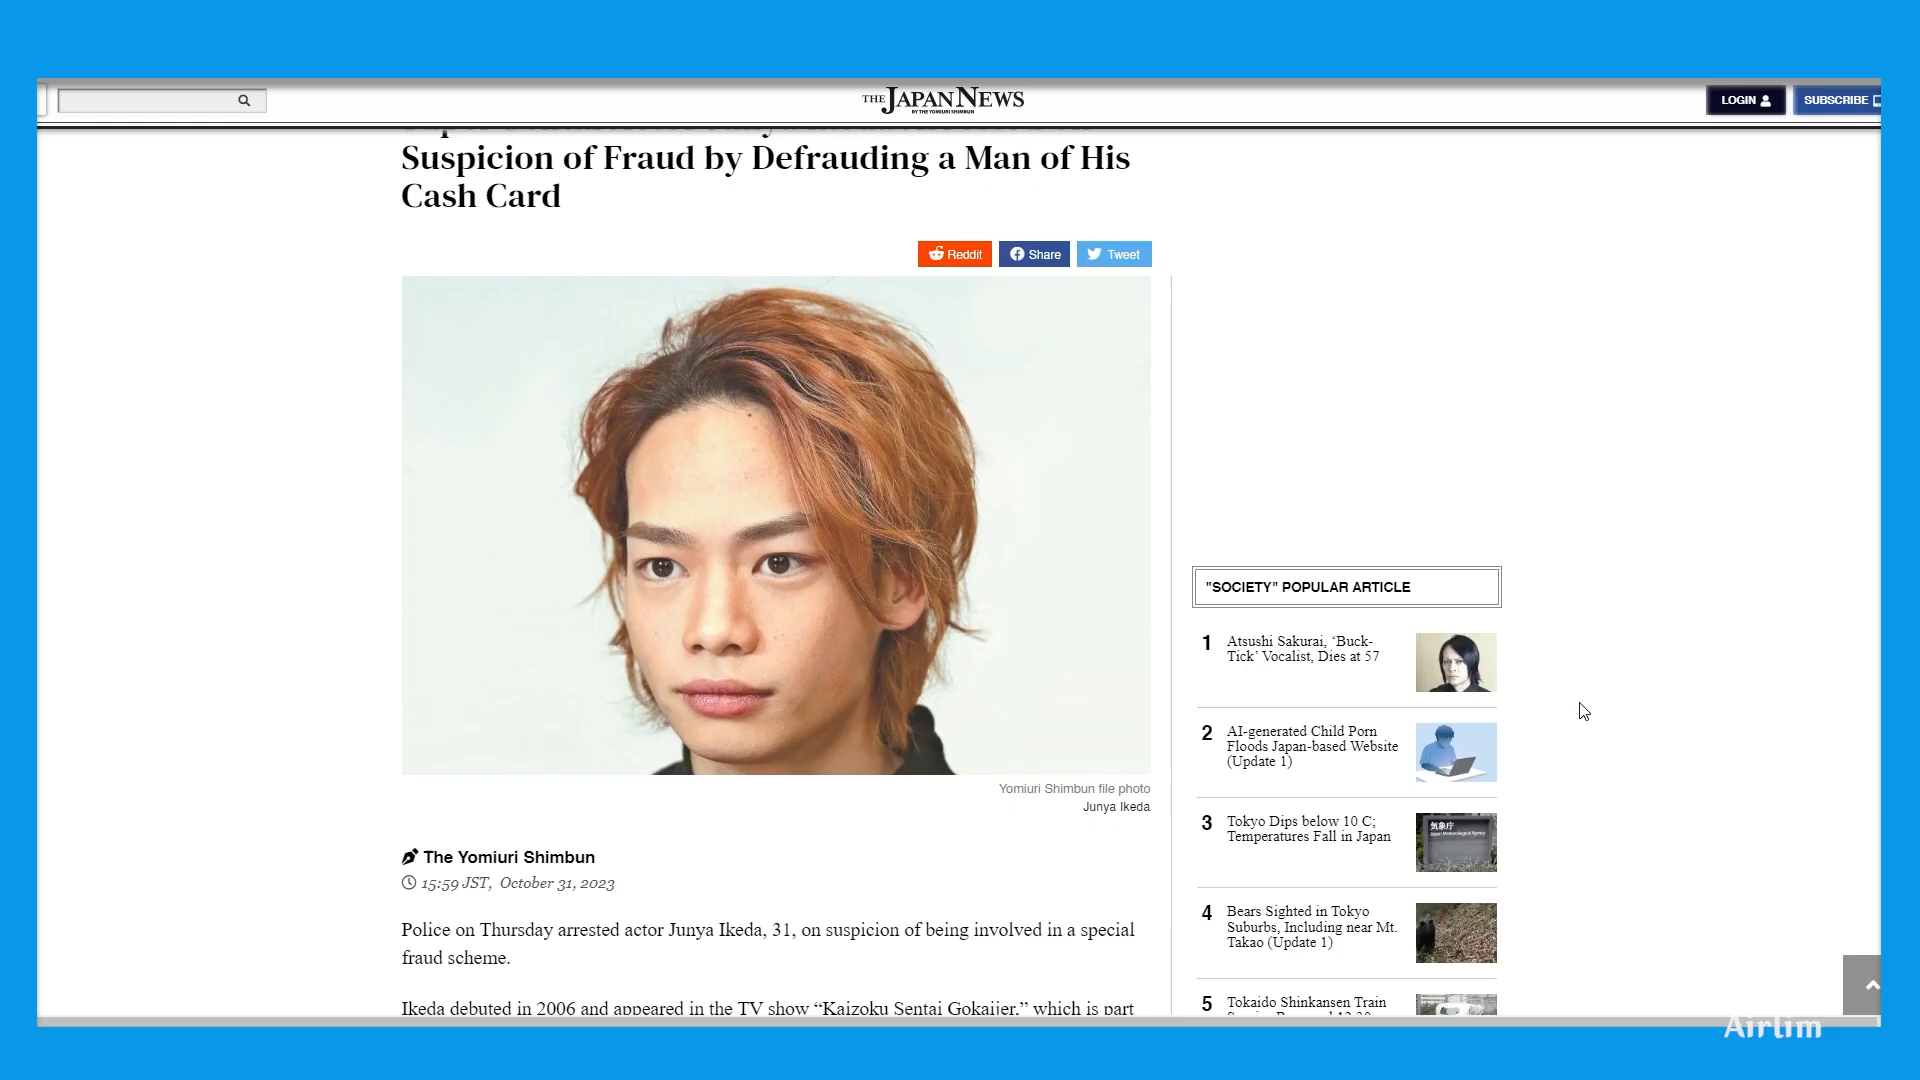 THE JAPAN NEWS
BY THE YOMIURI SHIMBUN
LOGIN
SUBSCRIBE
Suspicion of Fraud by Defrauding a Man of His
Cash Card
Reddit
Share
Tweet
Yomiuri Shimbun file photo
Junya Ikeda
The Yomiuri Shimbun
15:59 JST, October 31, 2023
Police on Thursday arrested actor Junya Ikeda, 31, on suspicion of being involved in a special
fraud scheme.
Ikeda debuted in 2006 and appeared in the TV show “Kaizoku Sentai Gokaijer,” which is part
"SOCIETY" POPULAR ARTICLE
1
Atsushi Sakurai, ‘Buck-
Tick’ Vocalist, Dies at 57
2
AI-generated Child Porn
Floods Japan-based Website
(Update 1)
3
Tokyo Dips below 10 C;
Temperatures Fall in Japan
気象庁
Japan Meteorological Agency
4
Bears Sighted in Tokyo
Suburbs, Including near Mt.
Takao (Update 1)
5
Tokaido Shinkansen Train
Airlim